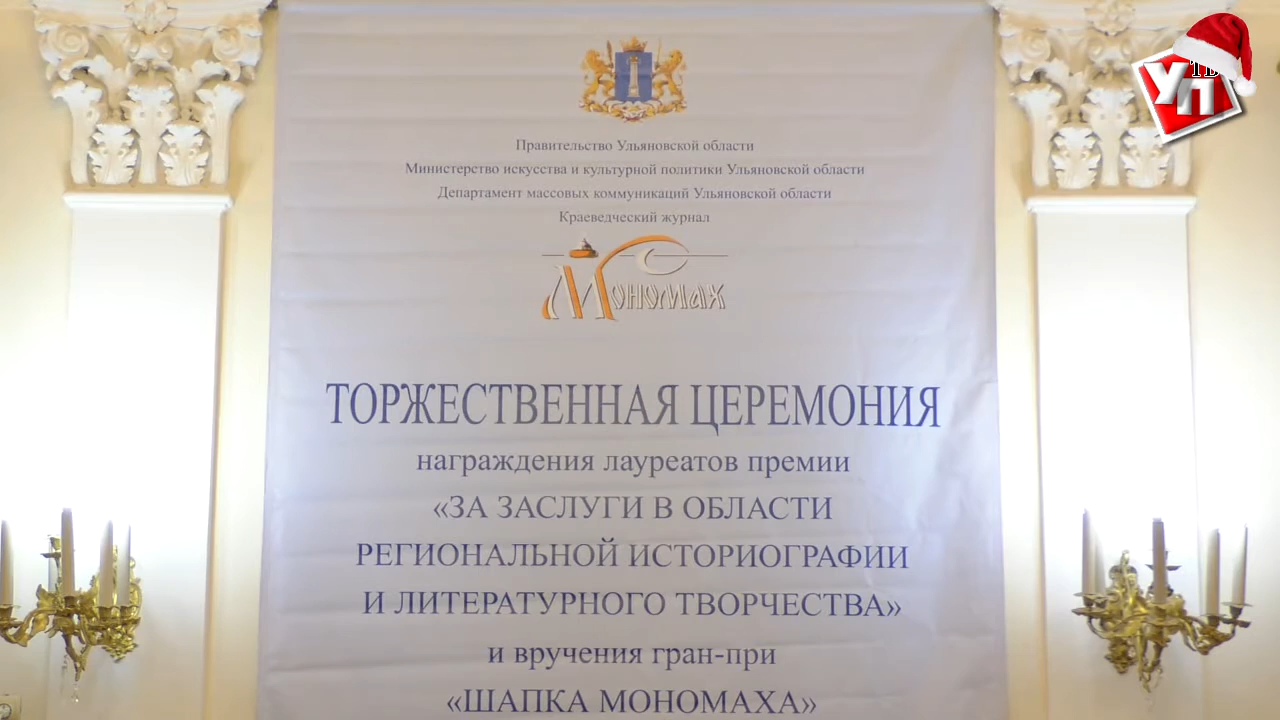 УП
ТВ
Правительство Ульяновской области
Министерство искусства и культурной политики Ульяновской области
Департамент массовых коммуникаций Ульяновской области
Краеведческий журнал
Мономах
ТОРЖЕСТВЕННАЯ ЦЕРЕМОНИЯ
награждения лауреатов премии
«ЗА ЗАСЛУГИ В ОБЛАСТИ
РЕГИОНАЛЬНОЙ ИСТОРИОГРАФИИ
И ЛИТЕРАТУРНОГО ТВОРЧЕСТВА»
и вручения гран-при
«ШАПКА МОНОМАХА»